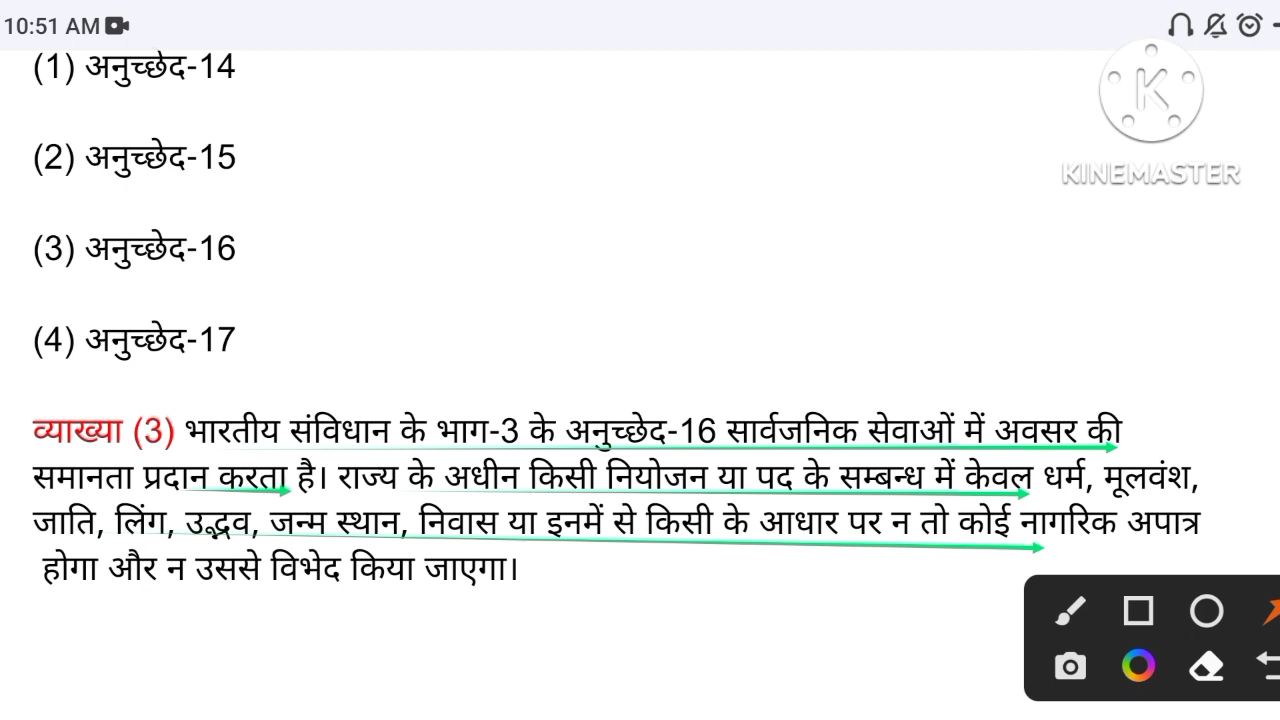 10:51 AM
(1) अनुच्छेद-14
K
KINEMASTER
(2) अनुच्छेद-15
(3) अनुच्छेद-16
(4) अनुच्छेद-17
व्याख्या (3) भारतीय संविधान के भाग-3 के अनुच्छेद-16 सार्वजनिक सेवाओं में अवसर की
समानता प्रदान करता है। राज्य के अधीन किसी नियोजन या पद के सम्बन्ध में केवल धर्म, मूलवंश,
जाति, लिंग, उद्भव, जन्म स्थान, निवास या इनमें से किसी के आधार पर न तो कोई नागरिक अपात्र
होगा और न उससे विभेद किया जाएगा।